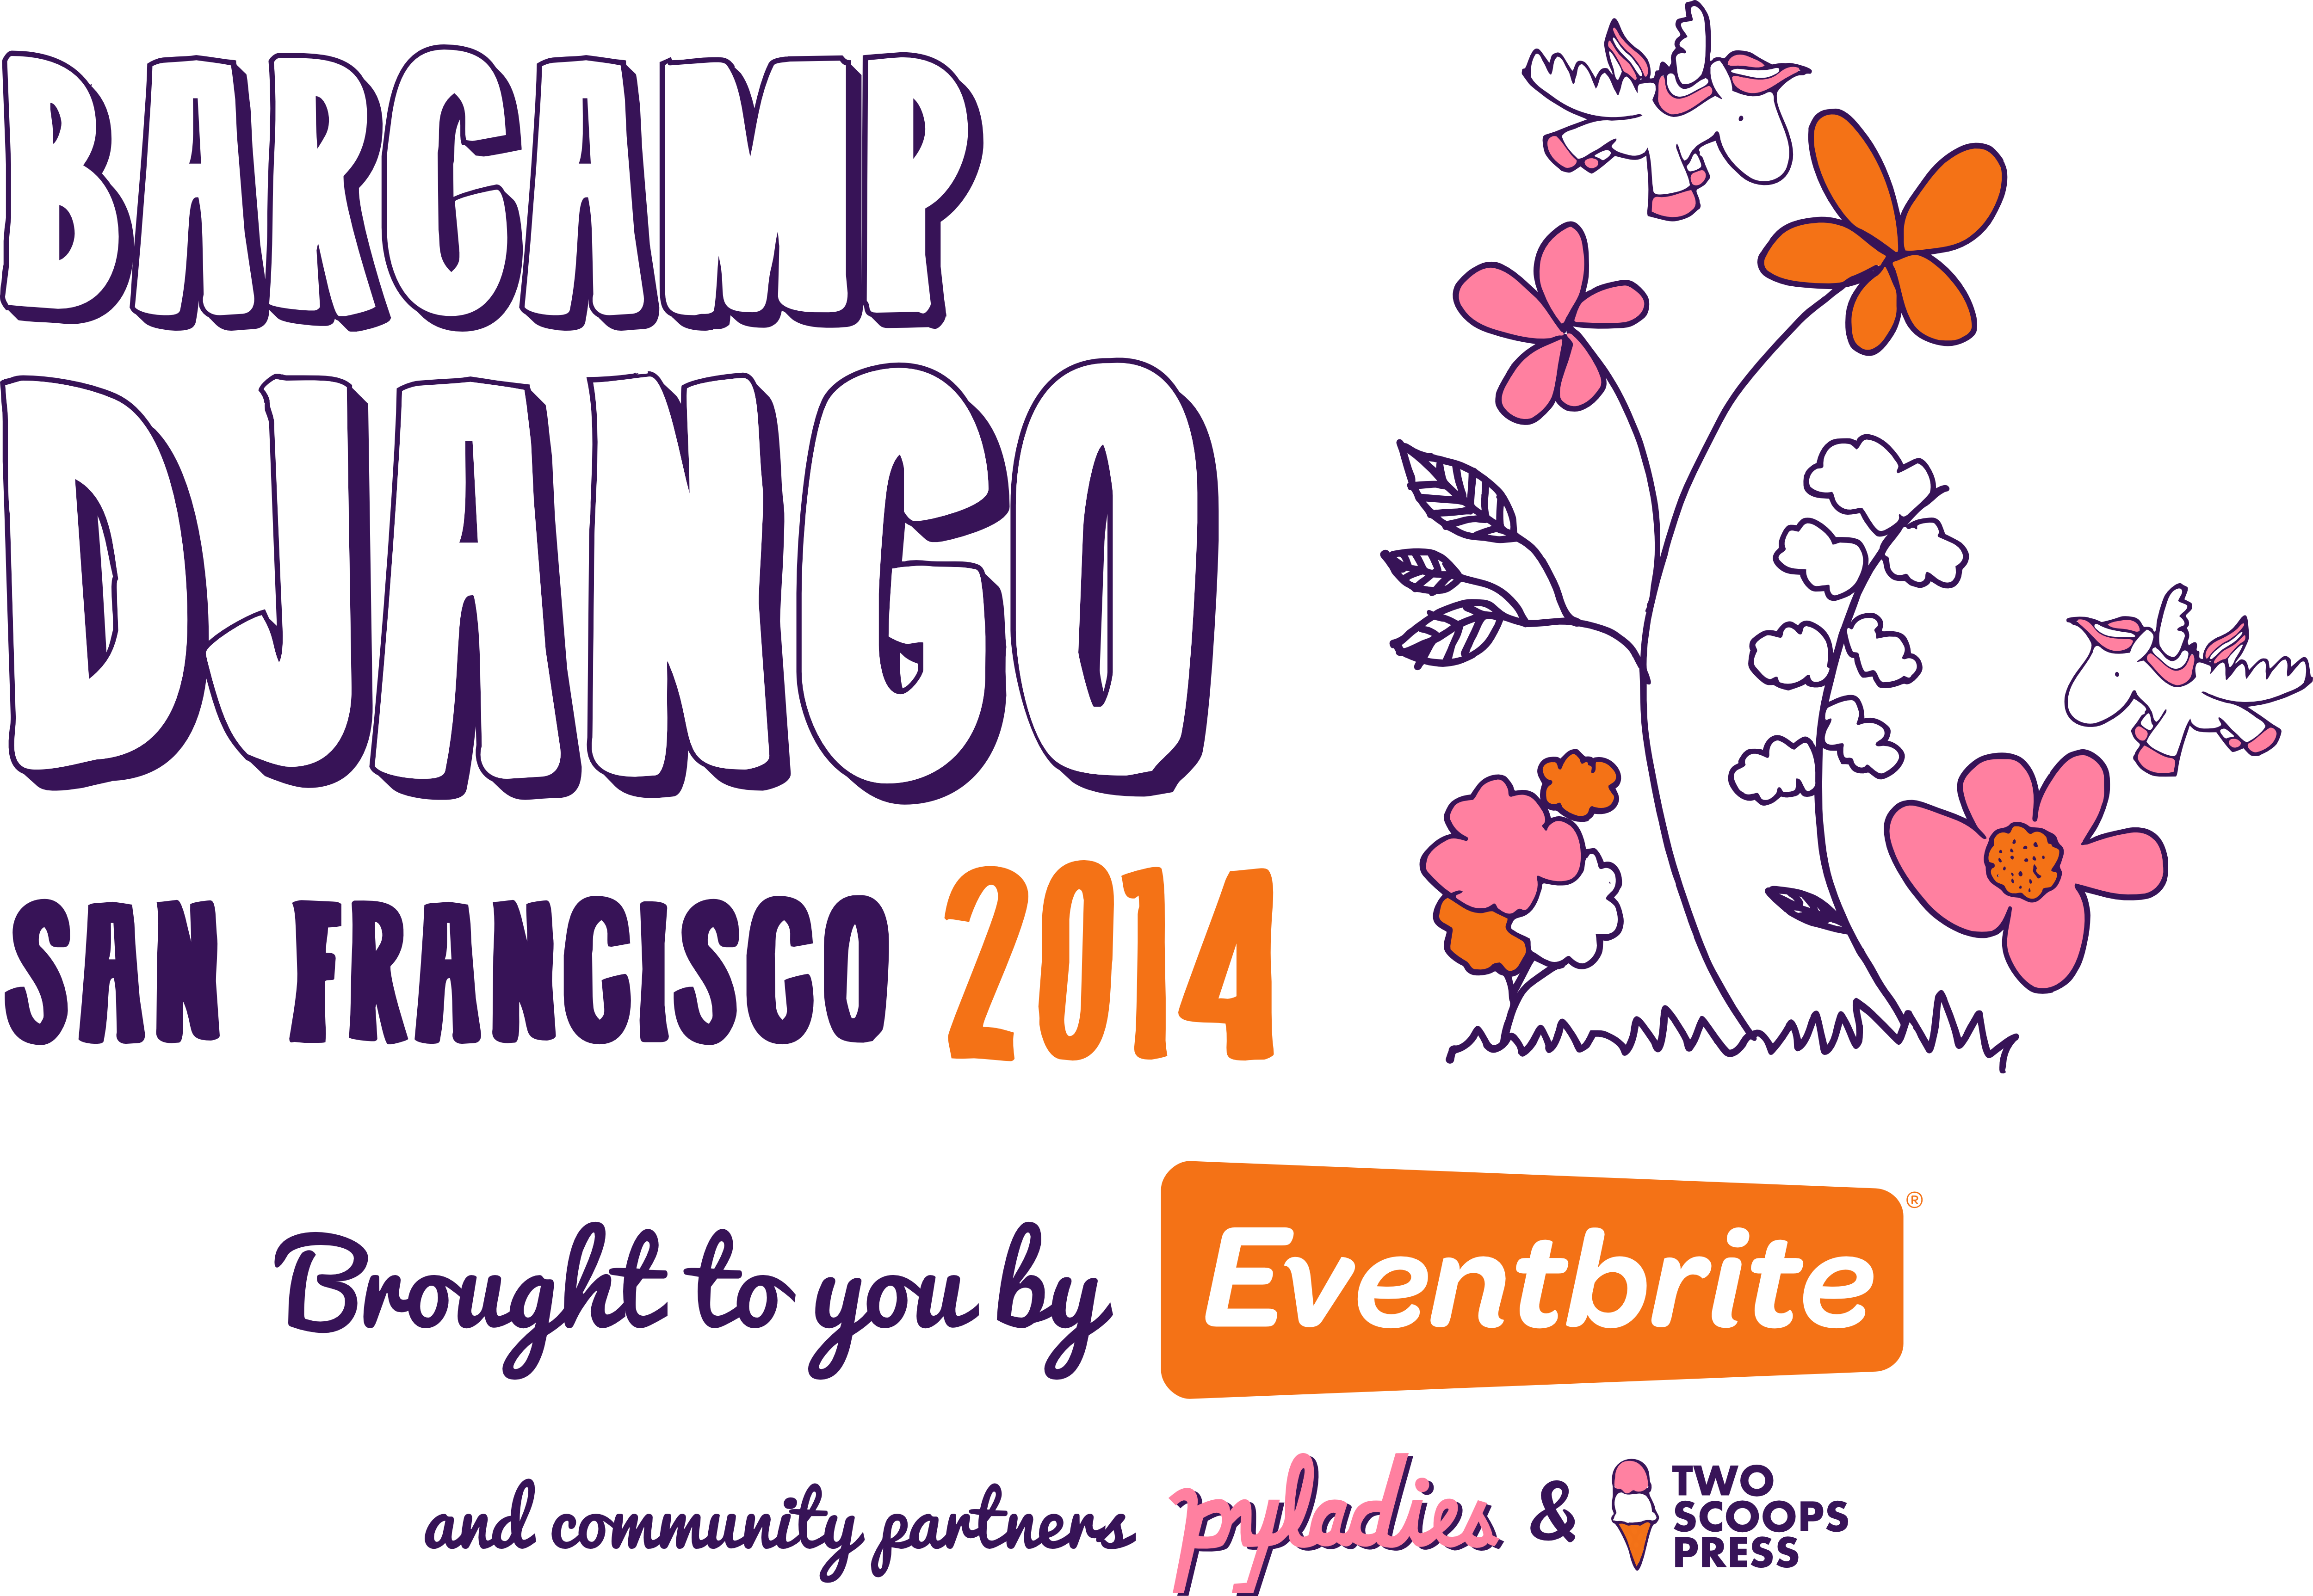 BARCAMP
DJANGO
SAN FRANCISCO 2014
Brought to you by Eventbrite®
and community partners pyladies & TWO SCOOPS PRESS